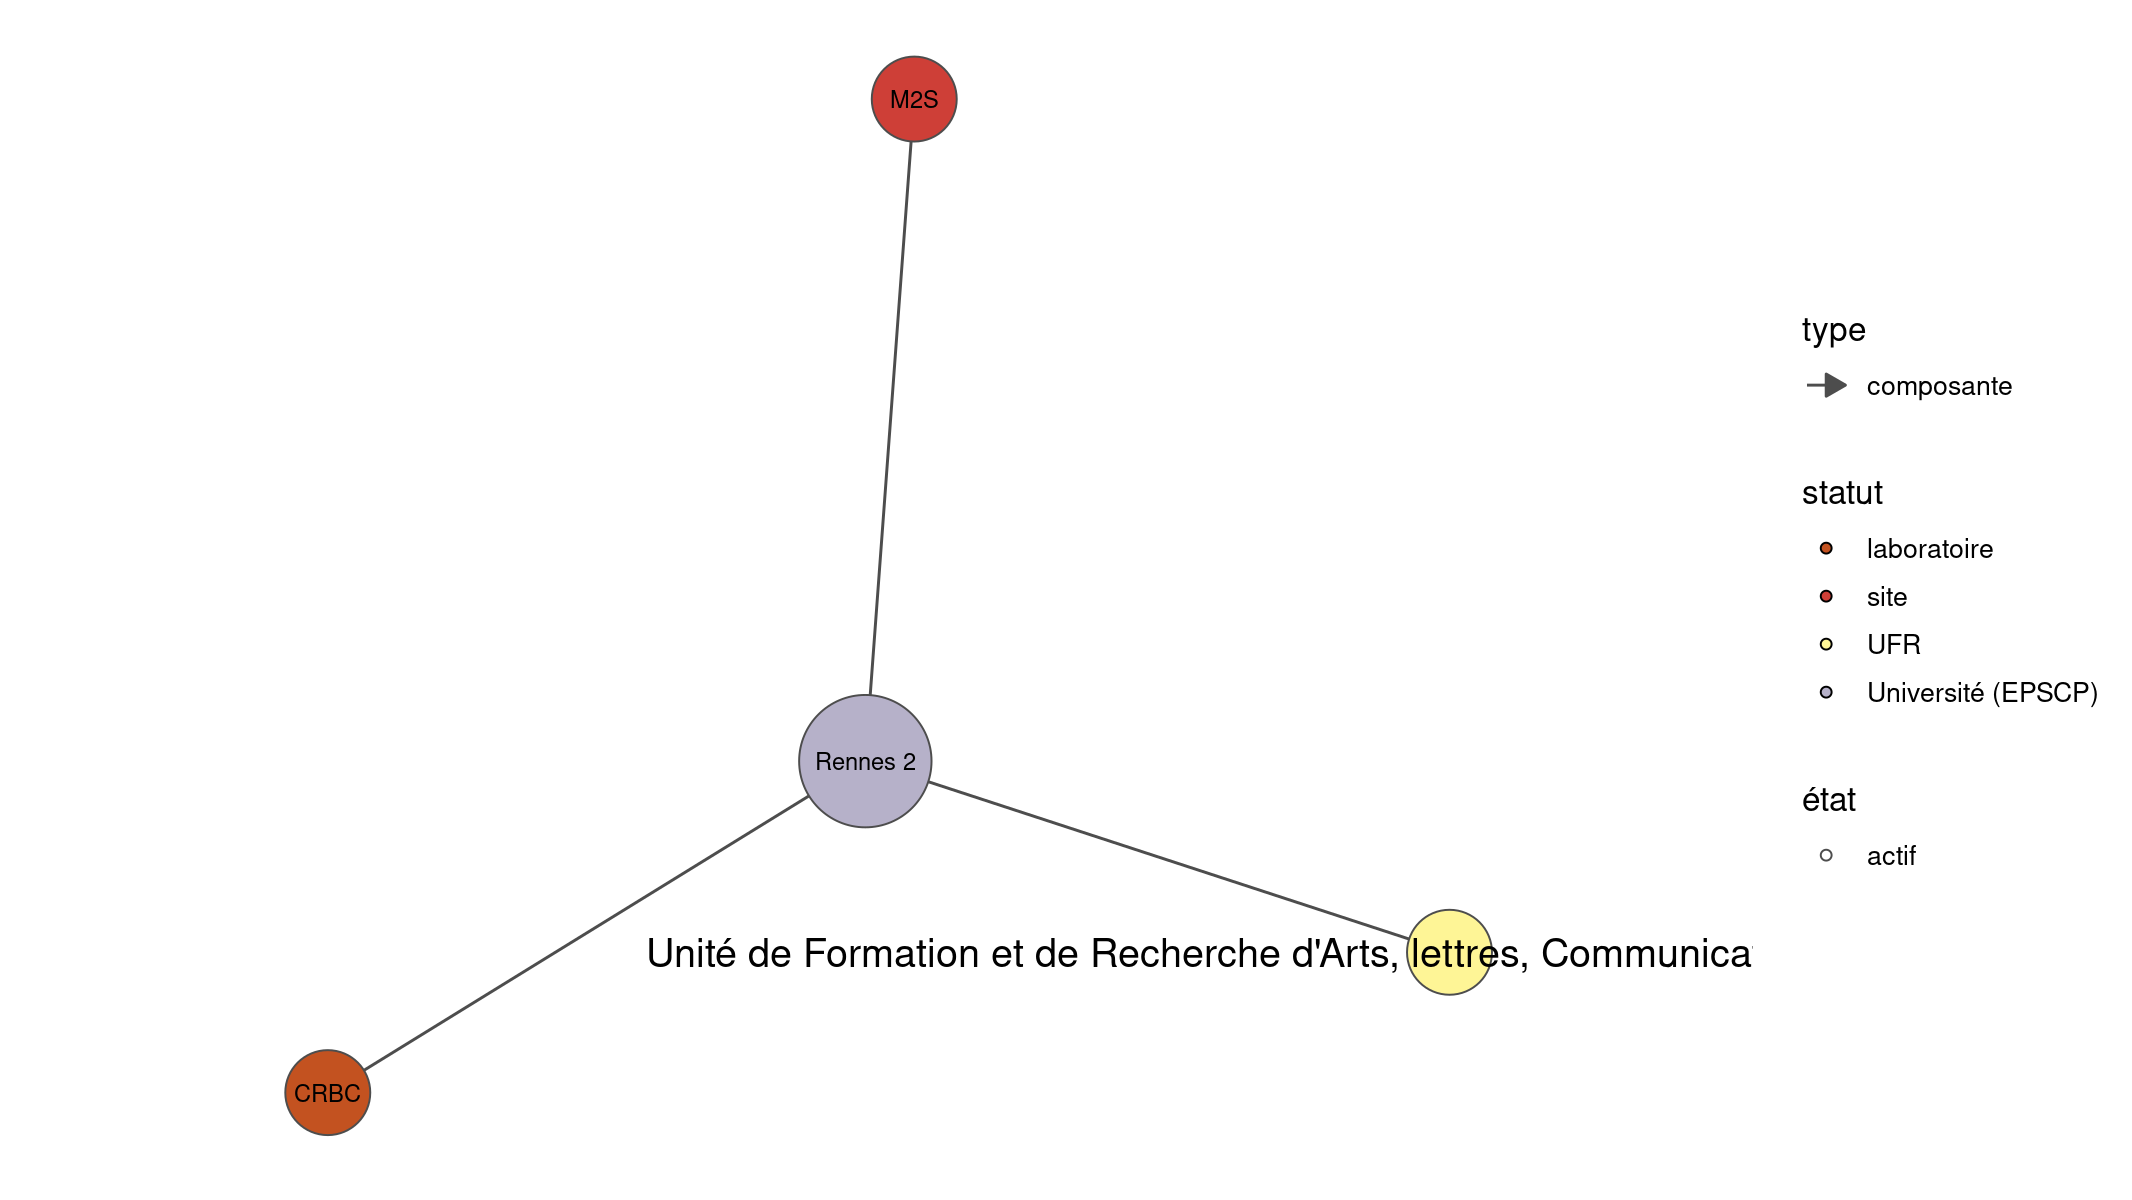 M2S
Rennes 2
Unité de Formation et de Recherche d'Arts, lettres,
CRBC
type
composante
statut
laboratoire
site
UFR
Université (EPSCP)
état
actif